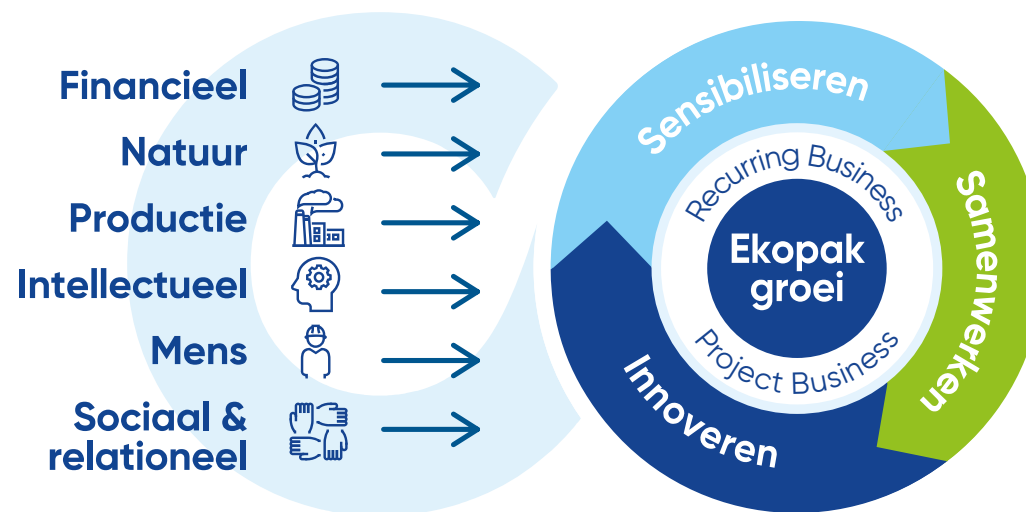 Financieel
Natuur
Productie
Intellectueel
Mens
Sociaal &
relationeel
Sensibiliseren
Samenwerken
Innoveren
Recurring Business
Ekopak
groei
Project Business